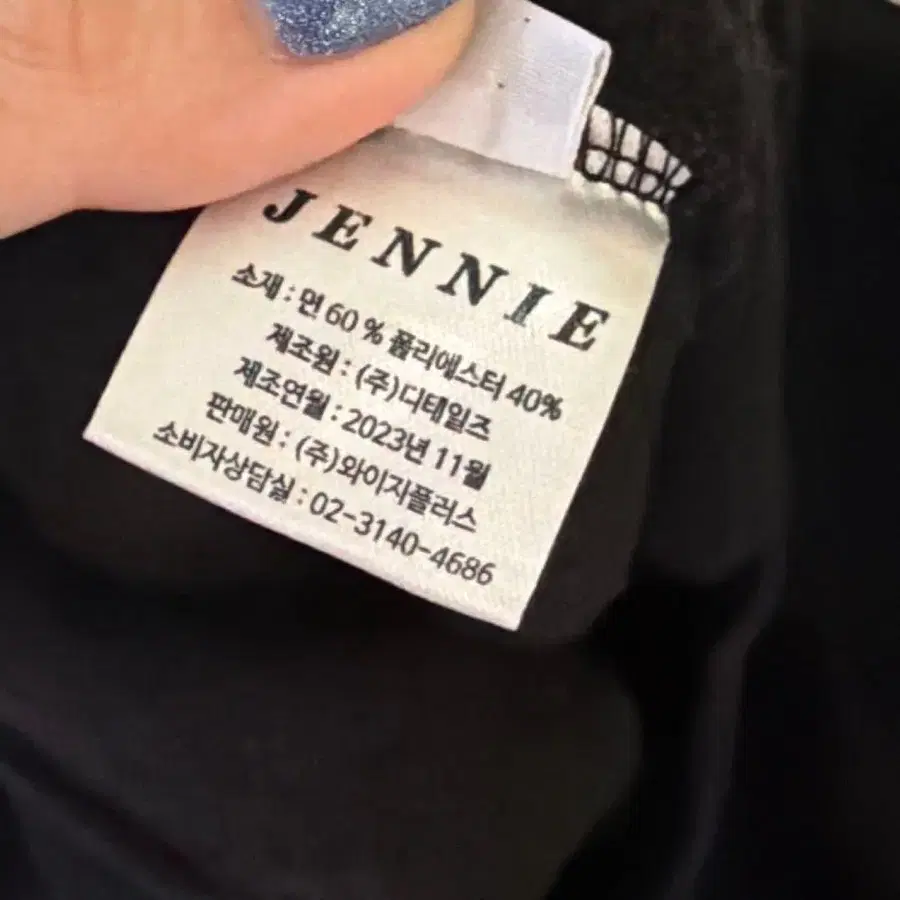 JENNIE
소재 : 면 60 % 폴리에스터 40%
제조원 : (주)디테일즈
제조연월 : 2023년 11월
판매원 : (주)와이지플러스
소비자상담실 : 02-3140-4686